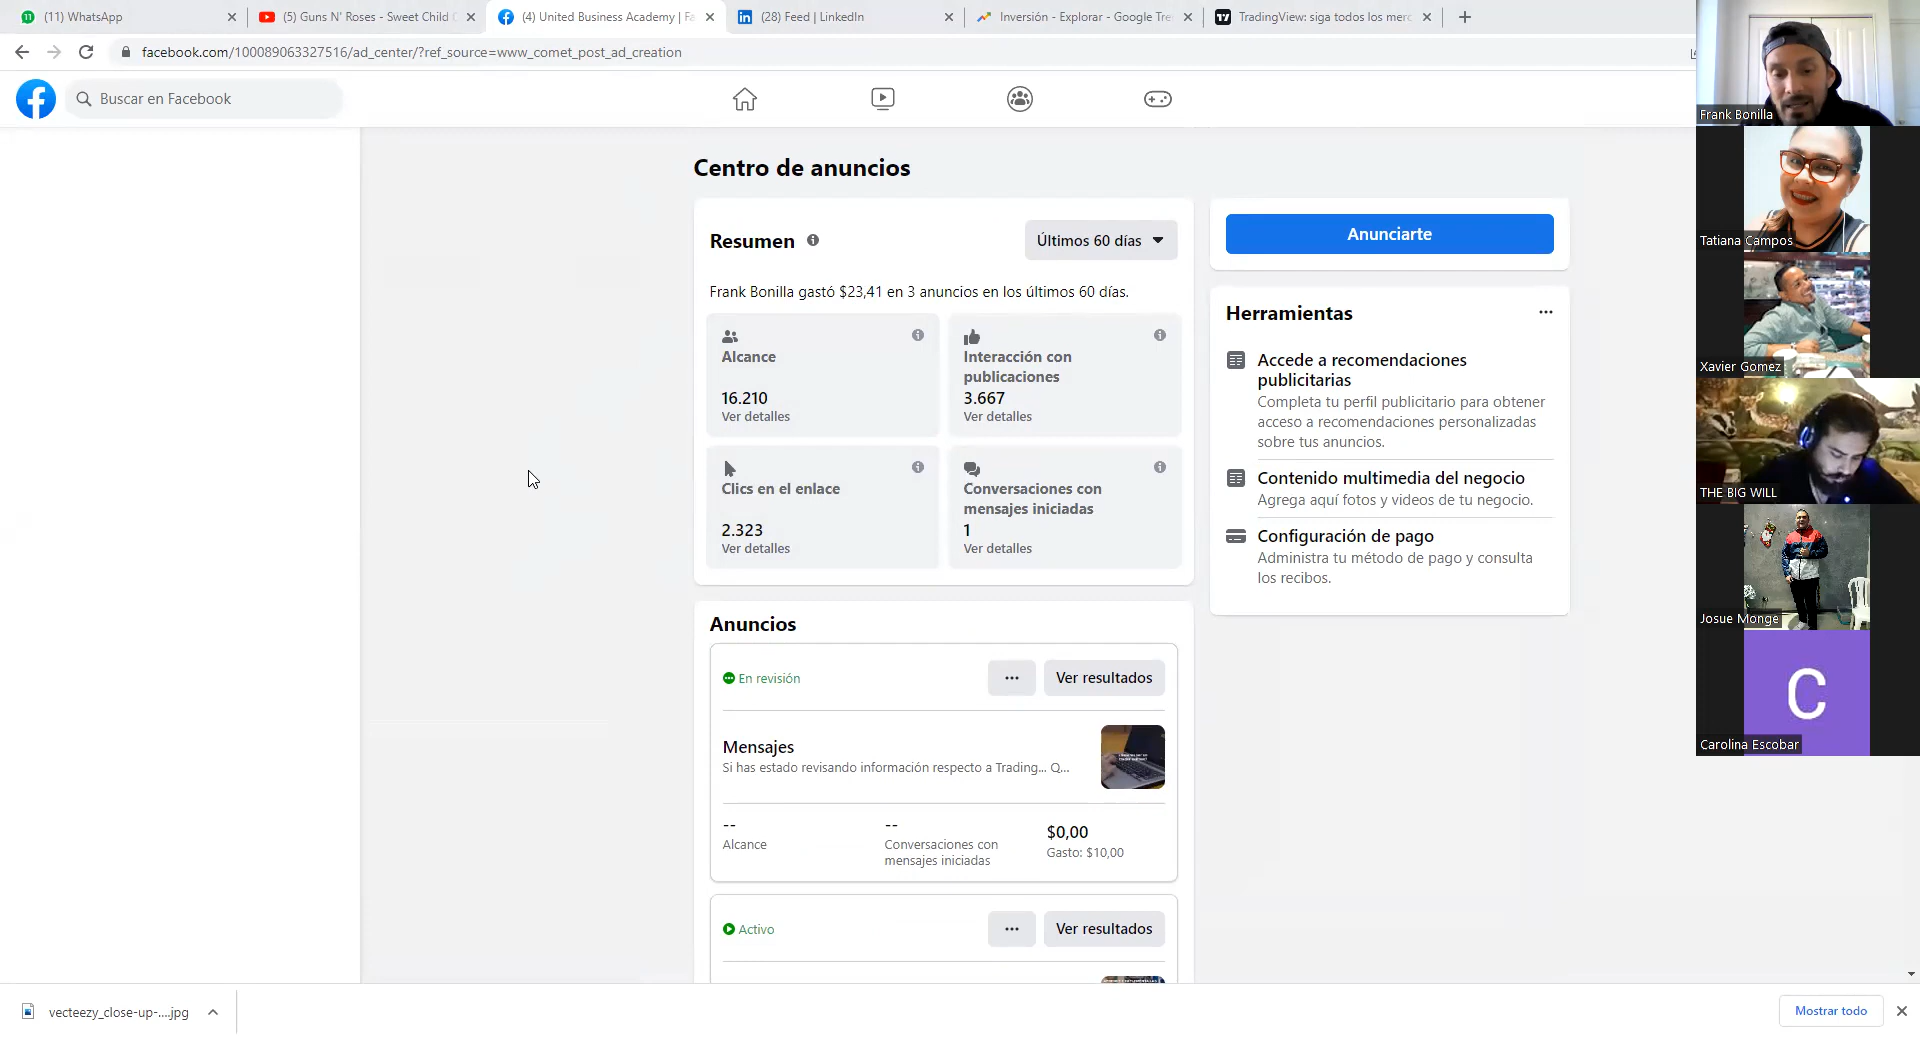 (11) WhatsApp
(5) Guns N' Roses - Sweet Child O
(4) United Business Academy | Fa
(28) Feed | LinkedIn
Inversión - Explorar - Google Tre
TradingView: siga todos los merc
facebook.com/100089063327516/ad_center/?ref_source=www_comet_post_ad_creation
Buscar en Facebook
Centro de anuncios
Resumen
Últimos 60 días
Frank Bonilla gastó $23,41 en 3 anuncios en los últimos 60 días.
Alcance
16.210
Ver detalles
Interacción con
publicaciones
3.667
Ver detalles
Clics en el enlace
2.323
Ver detalles
Conversaciones con
mensajes iniciadas
1
Ver detalles
Anuncios
En revisión
...
Ver resultados
Mensajes
Si has estado revisando información respecto a Trading... Q...
--
Alcance
--
Conversaciones con
mensajes iniciadas
$0,00
Gasto: $10,00
Activo
...
Ver resultados
Anunciarte
Herramientas
...
Accede a recomendaciones
publicitarias
Completa tu perfil publicitario para obtener
acceso a recomendaciones personalizadas
sobre tus anuncios.
Contenido multimedia del negocio
Agrega aquí fotos y videos de tu negocio.
Configuración de pago
Administra tu método de pago y consulta
los recibos.
Frank Bonilla
Tatiana Campos
Xavier Gomez
THE BIG WILL
Josue Monge
C
Carolina Escobar
vecteezy_close-up-....jpg
Mostrar todo